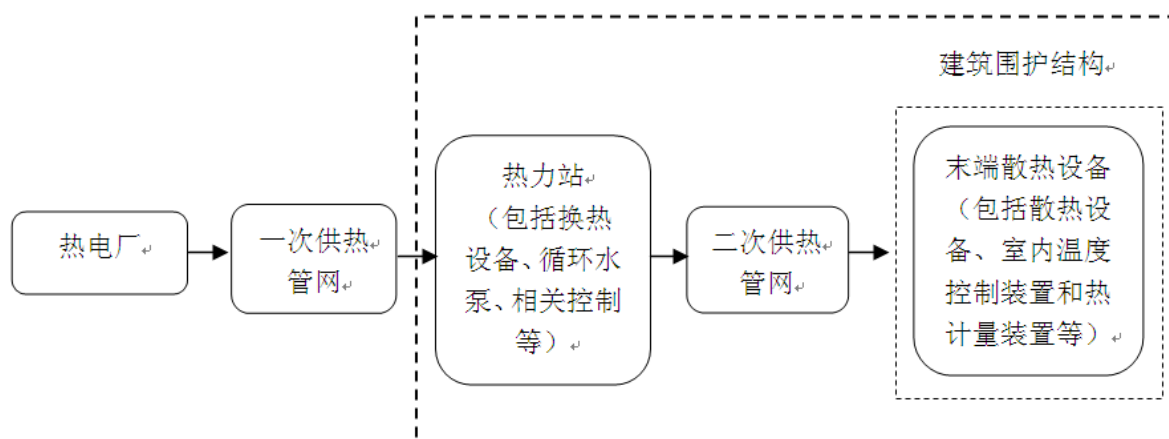 建筑围护结构
热电厂
一次供热
管网
热力站
（包括换热
设备、循环水
泵、相关控制
等）
二次供热
管网
末端散热设备
（包括散热设
备、室内温度
控制装置和热
计量装置等）